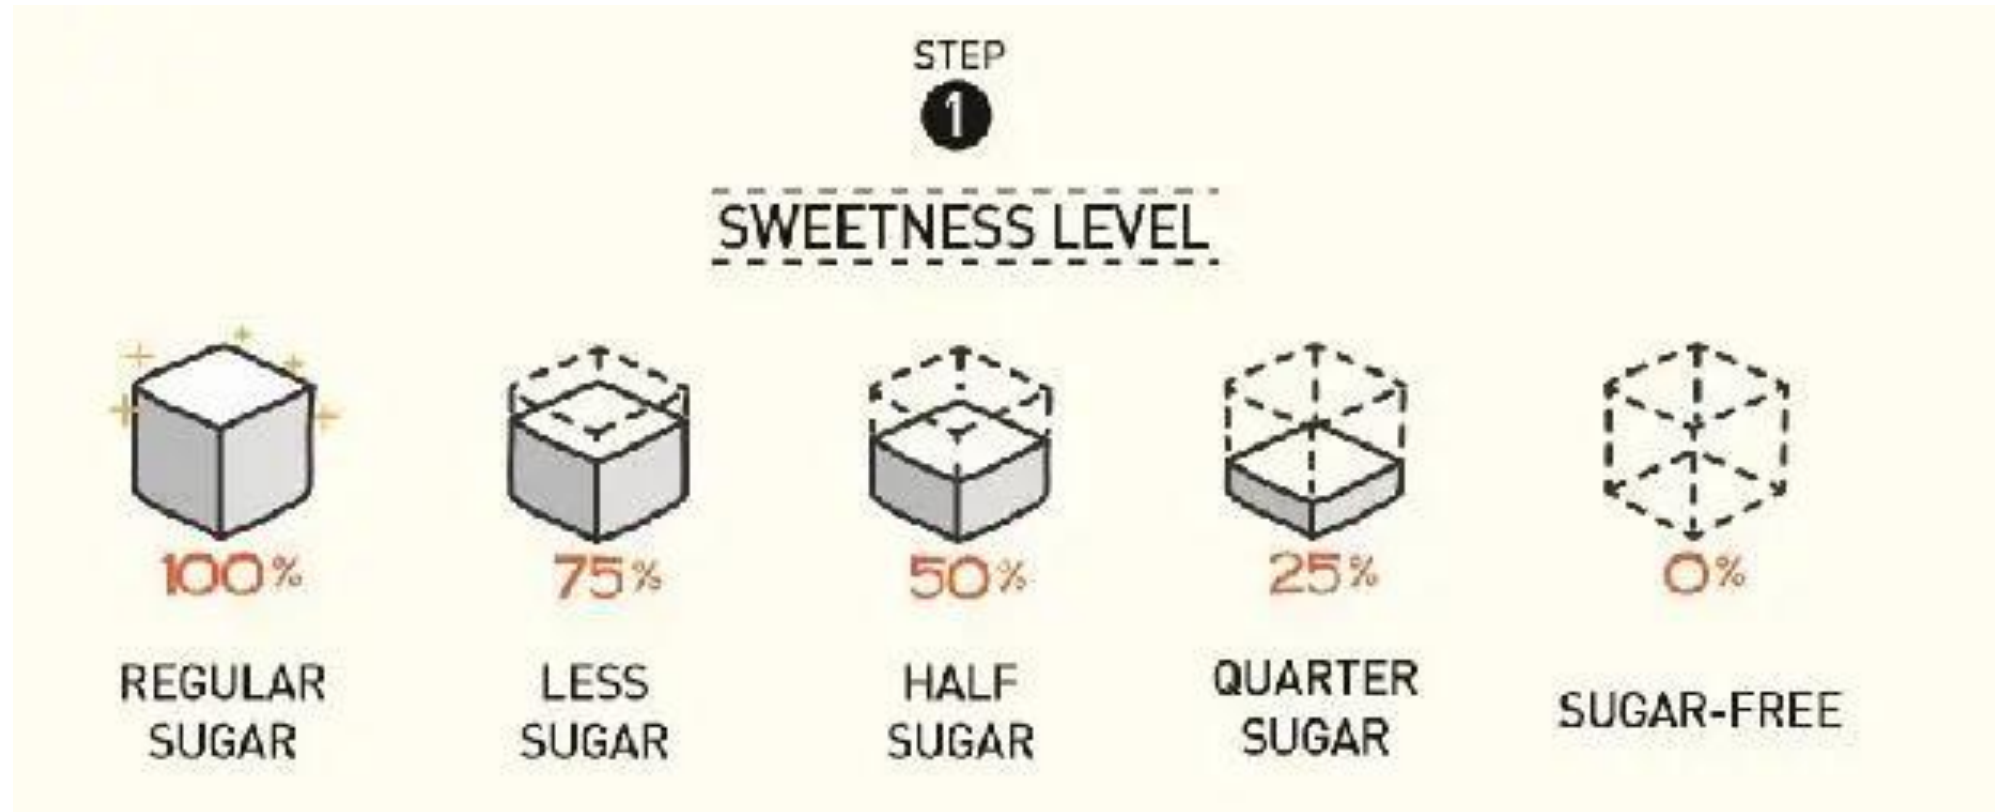 STEP
1
SWEETNESS LEVEL
100%
75%
50%
25%
0%
REGULAR
SUGAR
LESS
SUGAR
HALF
SUGAR
QUARTER
SUGAR
SUGAR-FREE